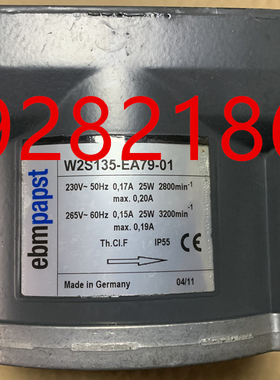 9282180
W2S135-EA79-01
ebmpapst
230V~ 50Hz 0,17A 25W 2800min⁻¹
max. 0,20A
265V~ 60Hz 0,15A 25W 3200min⁻¹
max. 0,19A
Th.Cl.F IP55 CE
Made in Germany 04/11